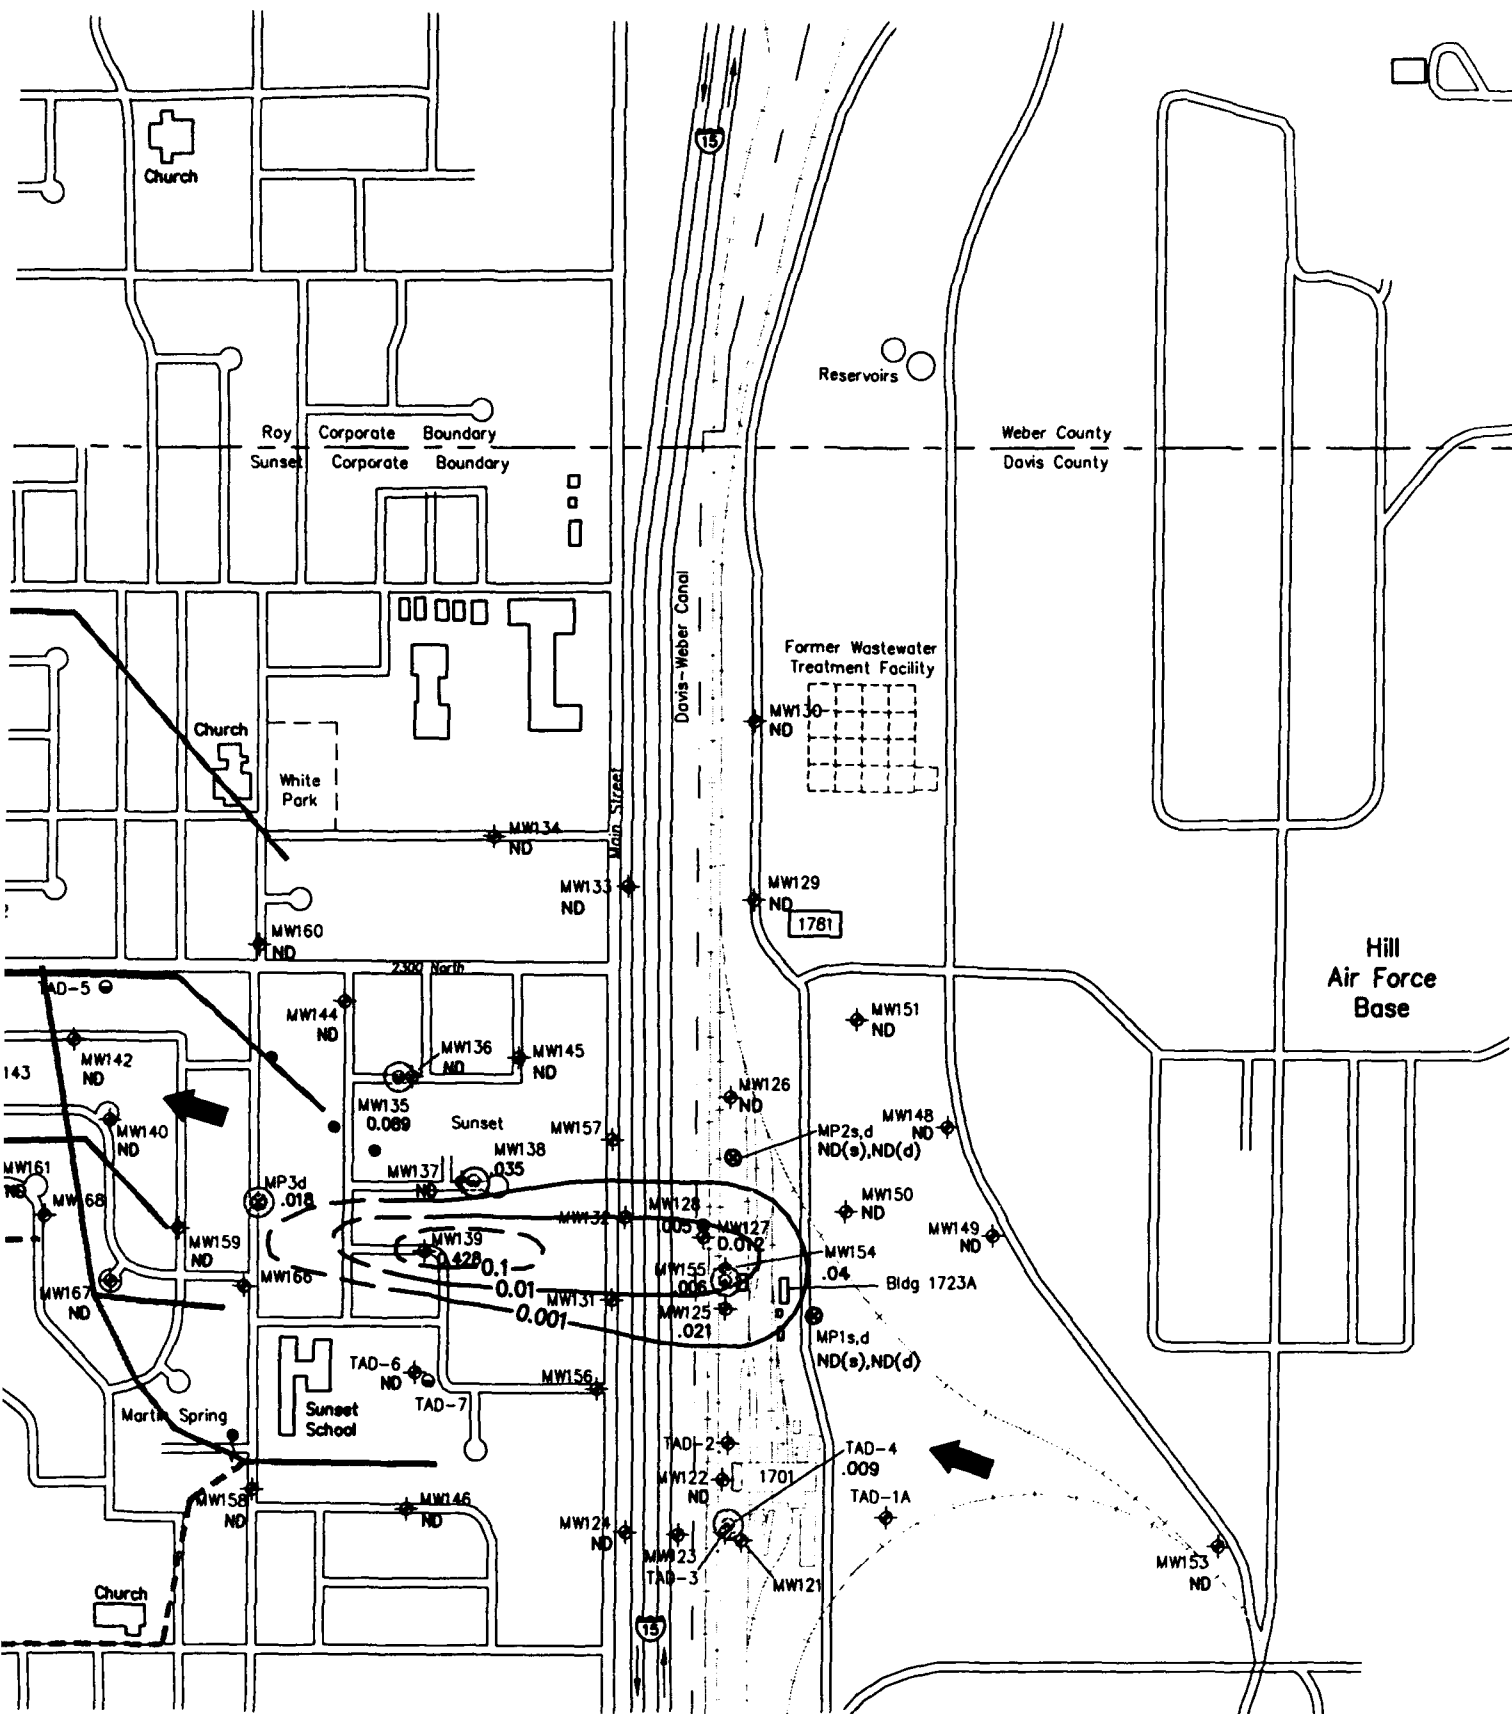 15
Church
Reservoirs
Roy Corporate Boundary
Sunset Corporate Boundary
Weber County
Davis County
Davis-Weber Canal
Former Wastewater
Treatment Facility
MW130
ND
Church
White
Park
Main Street
MW134
ND
MW133
ND
MW129
ND
1781
MW160
ND
Hill
Air Force
Base
2300 North
TAD-5
MW144
ND
MW151
ND
MW136
ND
MW145
ND
MW142
ND
143
MW126
ND
MW135
0.089
Sunset
MW148
ND
MW140
ND
MW157
MP2s,d
ND(s),ND(d)
MW138
.035
MW137
ND
MW161
ND
MP3d
.018
MW168
MW150
ND
MW128
.005
MW132
MW127
0.012
MW149
ND
MW159
ND
MW139
0.428
0.1
MW154
.04
MW155
.006
Bldg 1723A
MW166
0.01
MW167
ND
MW131
0.001
MW125
.021
MP1s,d
ND(s),ND(d)
TAD-6
ND
TAD-7
MW156
Martin Spring
Sunset
School
TAD-2
TAD-4
.009
MW122
ND
1701
TAD-1A
MW158
ND
MW146
ND
MW124
ND
MW123
TAD-3
MW121
MW153
ND
Church
15